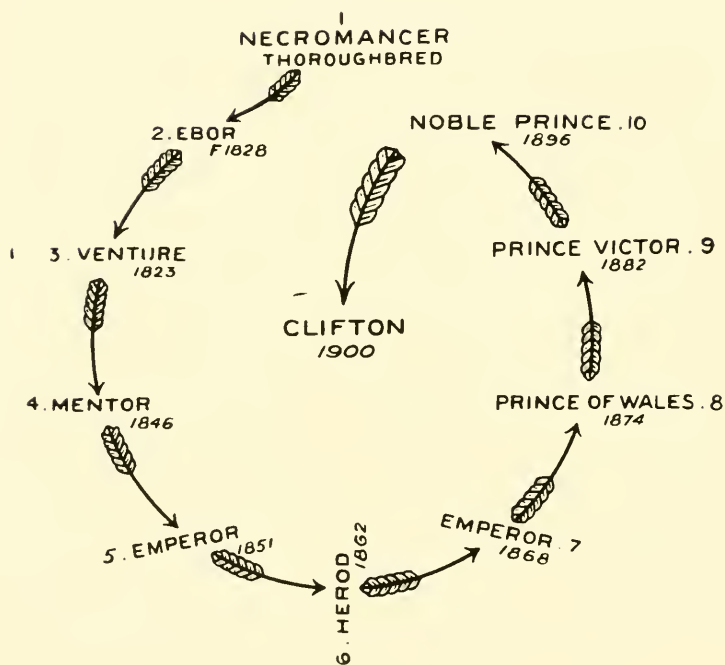 1
NECROMANCER
THOROUGHBRED
2. EBOR
F1828
1 3. VENTURE
1823
4. MENTOR
1846
5. EMPEROR 1851
6. HEROD 1862
EMPEROR. 7
1868
PRINCE OF WALES. 8
1874
PRINCE VICTOR. 9
1882
NOBLE PRINCE. 10
1896
CLIFTON
1900